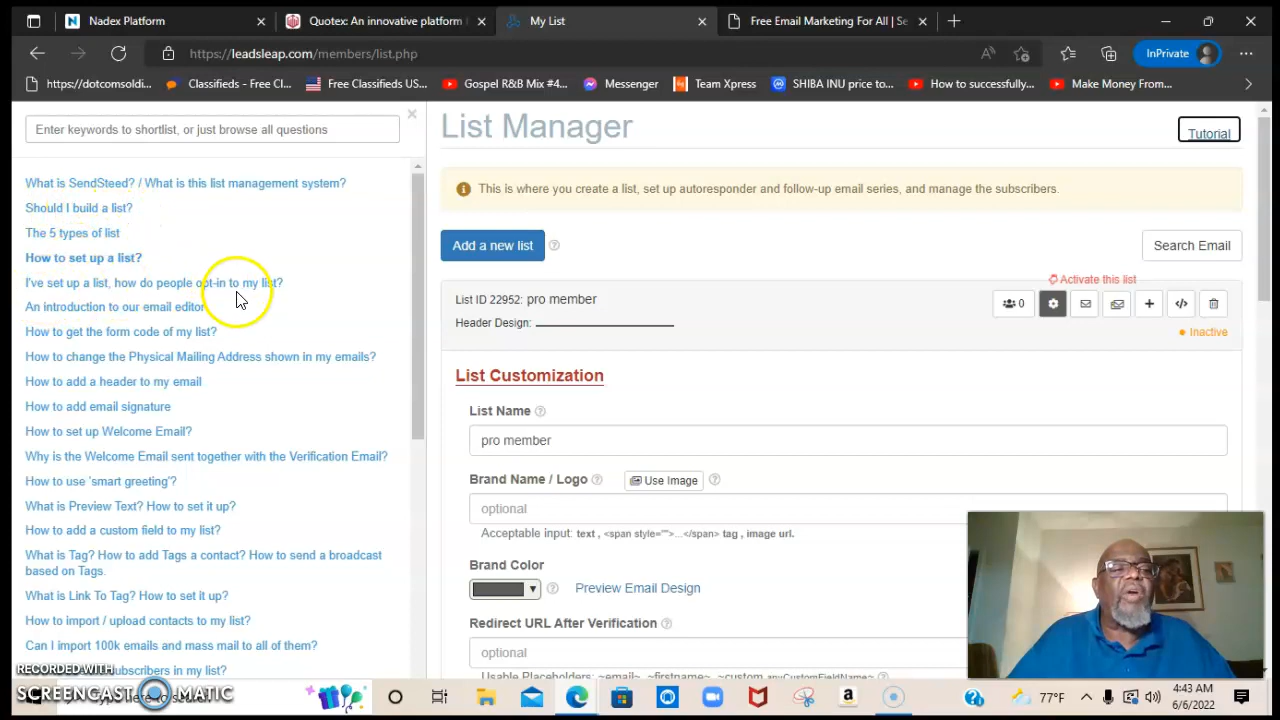 Nadex Platform
Quotex: An innovative platform
My List
Free Email Marketing For All | Se
https://leadsleap.com/members/list.php
InPrivate
https://dotcomsoldi...
Classifieds - Free Cl...
Free Classifieds US...
Gospel R&B Mix #4...
Messenger
Team Xpress
SHIBA INU price to...
How to successfully...
Make Money From...
Enter keywords to shortlist, or just browse all questions
What is SendSteed? / What is this list management system?
Should I build a list?
The 5 types of list
How to set up a list?
I've set up a list, how do people opt-in to my list?
An introduction to our email editor
How to get the form code of my list?
How to change the Physical Mailing Address shown in my emails?
How to add a header to my email
How to add email signature
How to set up Welcome Email?
Why is the Welcome Email sent together with the Verification Email?
How to use 'smart greeting'?
What is Preview Text? How to set it up?
How to add a custom field to my list?
What is Tag? How to add Tags a contact? How to send a broadcast
based on Tags.
What is Link To Tag? How to set it up?
How to import / upload contacts to my list?
Can I import 100k emails and mass mail to all of them?
subscribers in my list?
List Manager
Tutorial
This is where you create a list, set up autoresponder and follow-up email series, and manage the subscribers.
Add a new list
Search Email
Activate this list
List ID 22952: pro member
0
Header Design:
Inactive
List Customization
List Name
pro member
Brand Name / Logo
Use Image
optional
Acceptable input: text , <span style="">...</span> tag , image url.
Brand Color
Preview Email Design
Redirect URL After Verification
optional
Usable Placeholders: ~email~, ~firstname~, ~custom_anyCustomFieldName~
RECORDED WITH
SCREENCAST MATIC
here to search
77°F
4:43 AM
6/6/2022